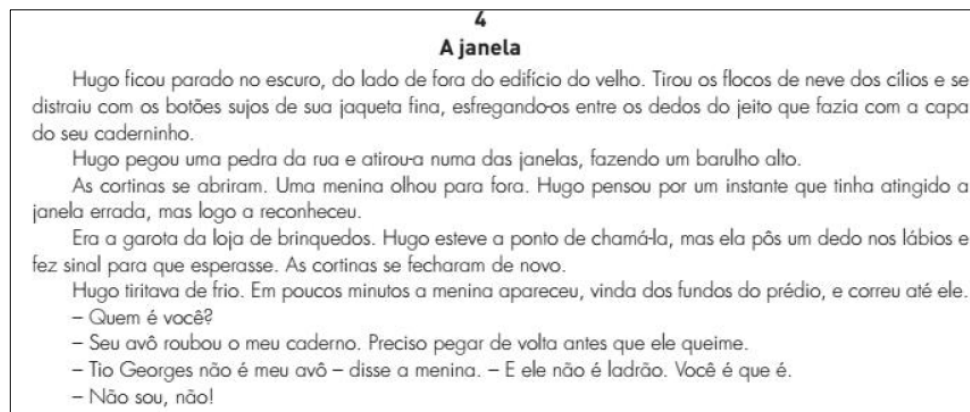 4
A janela
Hugo ficou parado no escuro, do lado de fora do edifício do velho. Tirou os flocos de neve dos cílios e se
distraiu com os botões sujos de sua jaqueta fina, esfregando-os entre os dedos do jeito que fazia com a capa
do seu caderninho.
Hugo pegou uma pedra da rua e atirou-a numa das janelas, fazendo um barulho alto.
As cortinas se abriram. Uma menina olhou para fora. Hugo pensou por um instante que tinha atingido a
janela errada, mas logo a reconheceu.
Era a garota da loja de brinquedos. Hugo esteve a ponto de chamá-la, mas ela pôs um dedo nos lábios e
fez sinal para que esperasse. As cortinas se fecharam de novo.
Hugo tiritava de frio. Em poucos minutos a menina apareceu, vinda dos fundos do prédio, e correu até ele.
– Quem é você?
– Seu avô roubou o meu caderno. Preciso pegar de volta antes que ele queime.
– Tio Georges não é meu avô – disse a menina. – E ele não é ladrão. Você é que é.
– Não sou, não!